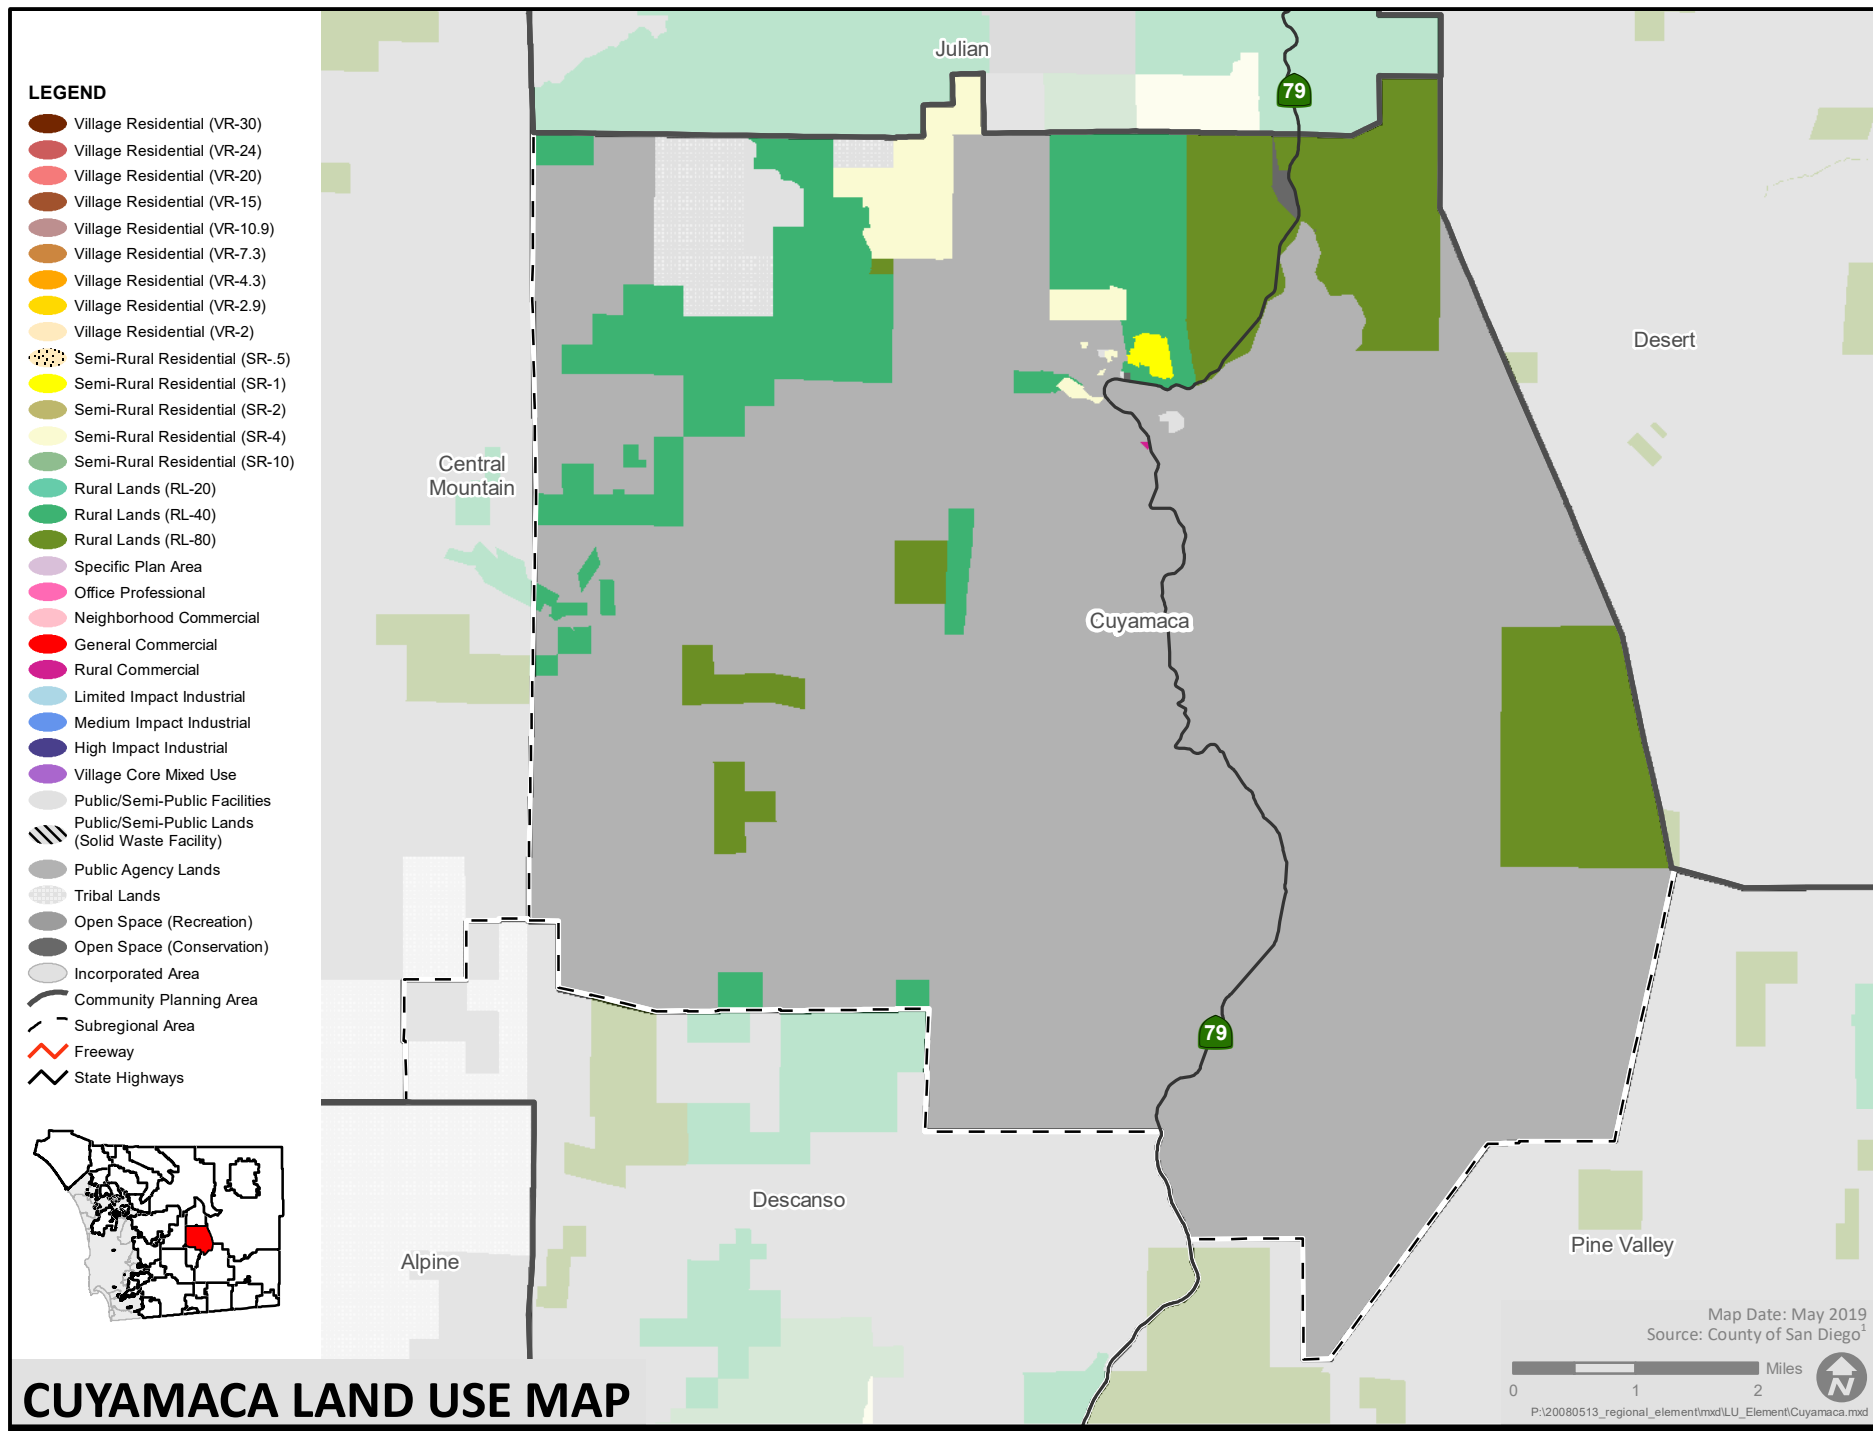 LEGEND
Village Residential (VR-30)
Village Residential (VR-24)
Village Residential (VR-20)
Village Residential (VR-15)
Village Residential (VR-10.9)
Village Residential (VR-7.3)
Village Residential (VR-4.3)
Village Residential (VR-2.9)
Village Residential (VR-2)
Semi-Rural Residential (SR-.5)
Semi-Rural Residential (SR-1)
Semi-Rural Residential (SR-2)
Semi-Rural Residential (SR-4)
Semi-Rural Residential (SR-10)
Rural Lands (RL-20)
Rural Lands (RL-40)
Rural Lands (RL-80)
Specific Plan Area
Office Professional
Neighborhood Commercial
General Commercial
Rural Commercial
Limited Impact Industrial
Medium Impact Industrial
High Impact Industrial
Village Core Mixed Use
Public/Semi-Public Facilities
Public/Semi-Public Lands
(Solid Waste Facility)
Public Agency Lands
Tribal Lands
Open Space (Recreation)
Open Space (Conservation)
Incorporated Area
Community Planning Area
Subregional Area
Freeway
State Highways
Julian
79
Desert
Central
Mountain
Cuyamaca
79
Descanso
Alpine
Pine Valley
Map Date: May 2019
Source: County of San Diego1
Miles
0 1 2
N
P:\20080513_regional_element\mxd\LU_Element\Cuyamaca.mxd
CUYAMACA LAND USE MAP